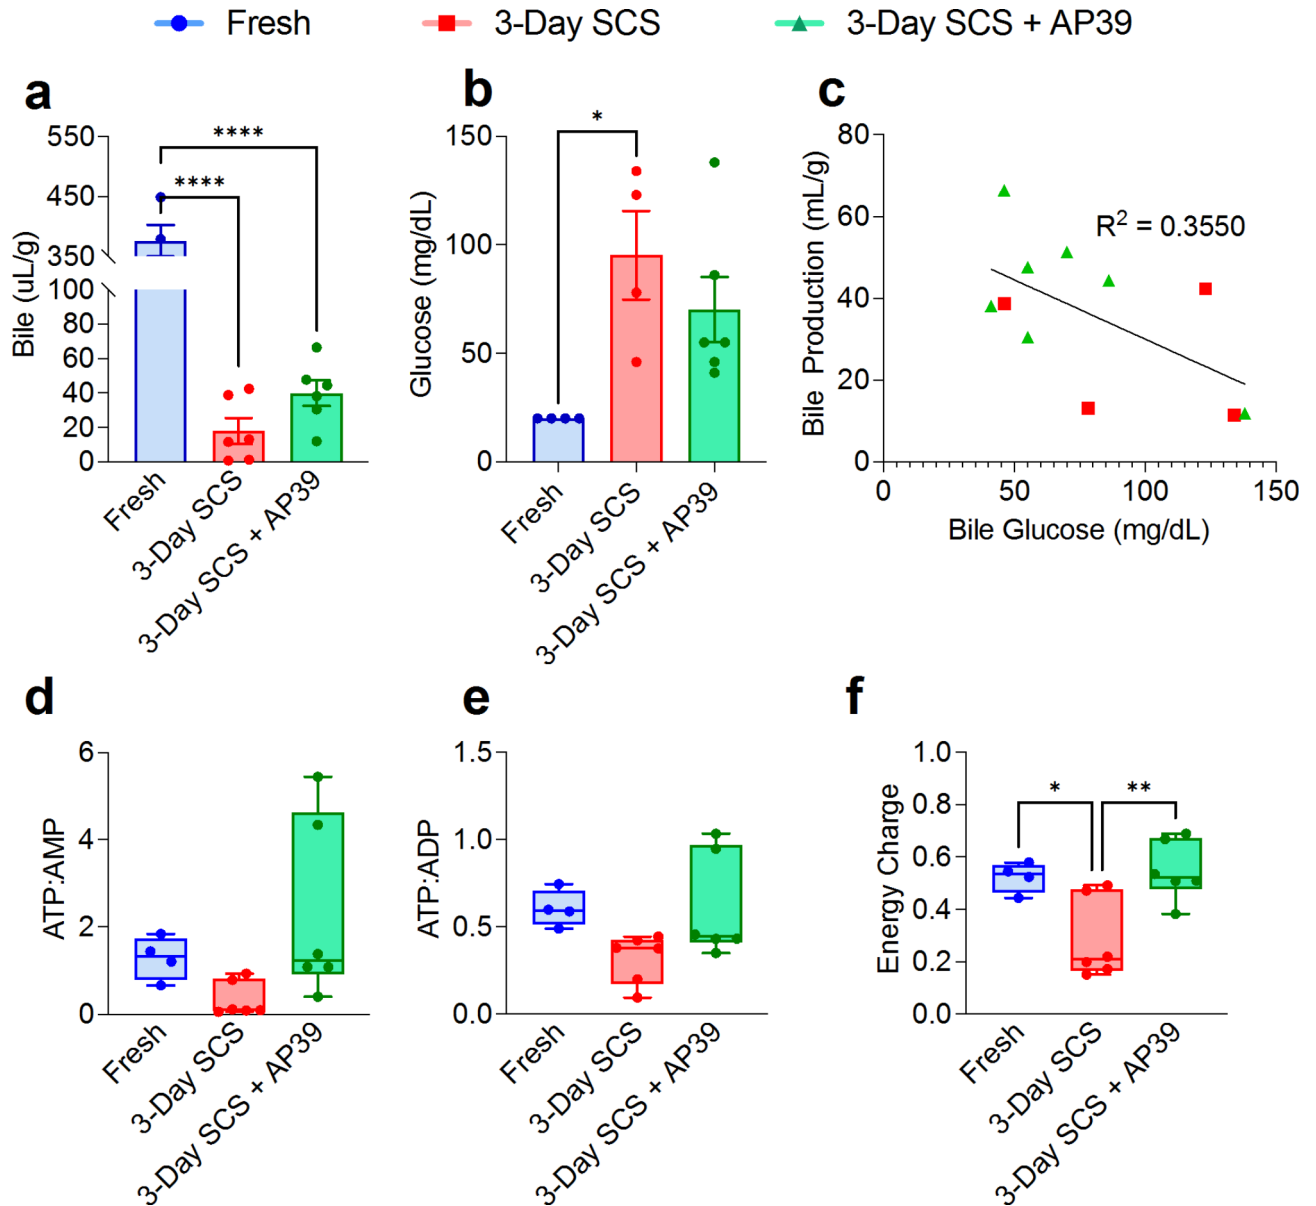 Fresh 3-Day SCS 3-Day SCS + AP39
a
Bile (uL/g)
550
450
350
100
80
60
40
20
0
****
****
Fresh
3-Day SCS
3-Day SCS + AP39
b
Glucose (mg/dL)
150
100
50
0
*
Fresh
3-Day SCS
3-Day SCS + AP39
c
Bile Production (mL/g)
80
60
40
20
0
R² = 0.3550
0 50 100 150
Bile Glucose (mg/dL)
d
ATP:AMP
6
4
2
0
Fresh
3-Day SCS
3-Day SCS + AP39
e
ATP:ADP
1.5
1.0
0.5
0.0
Fresh
3-Day SCS
3-Day SCS + AP39
f
Energy Charge
1.0
0.8
0.6
0.4
0.2
0.0
* **
Fresh
3-Day SCS
3-Day SCS + AP39